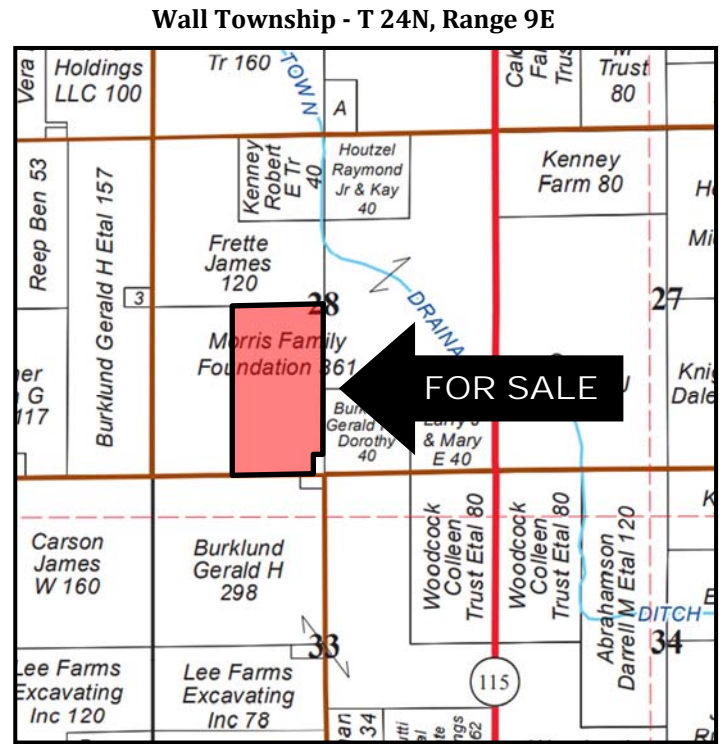 Wall Township - T 24N, Range 9E
Vera
Holdings
LLC 100
Tr 160
TOWN
A
Trust
80
Reep Ben 53
Burklund Gerald H Etal 157
3
Kenney
Robert
E Tr
40
Houtzel
Raymond
Jr & Kay
40
Kenney
Farm 80
Frette
James
120
28
27
DRAINA
Morris Family
Foundation 361
FOR SALE
G
117
Gerald
Dorothy
40
& Mary
E 40
Dale
Carson
James
W 160
Burklund
Gerald H
298
Woodcock
Colleen
Trust Etal 80
Woodcock
Colleen
Trust Etal 80
Abrahamson
Darrell M Etal 120
DITCH
33
34
Lee Farms
Excavating
Inc 120
Lee Farms
Excavating
Inc 78
115
34
62